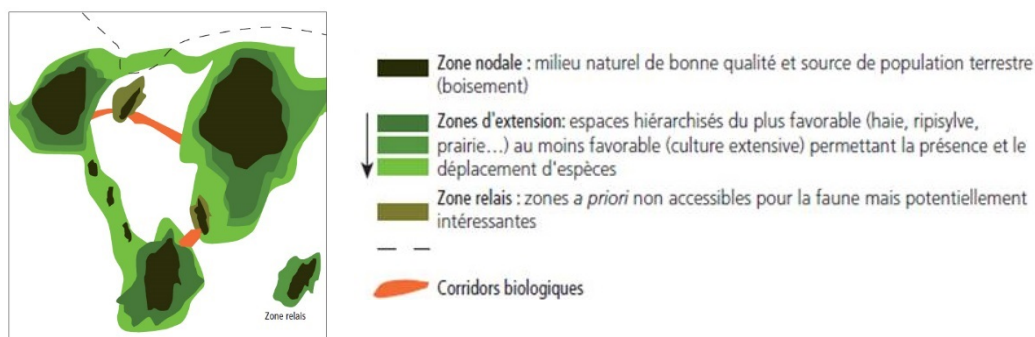 Zone relais
Zone nodale : milieu naturel de bonne qualité et source de population terrestre
(boisement)
Zones d'extension: espaces hiérarchisés du plus favorable (haie, ripisylve,
prairie...) au moins favorable (culture extensive) permettant la présence et le
déplacement d'espèces
Zone relais : zones a priori non accessibles pour la faune mais potentiellement
intéressantes
Corridors biologiques